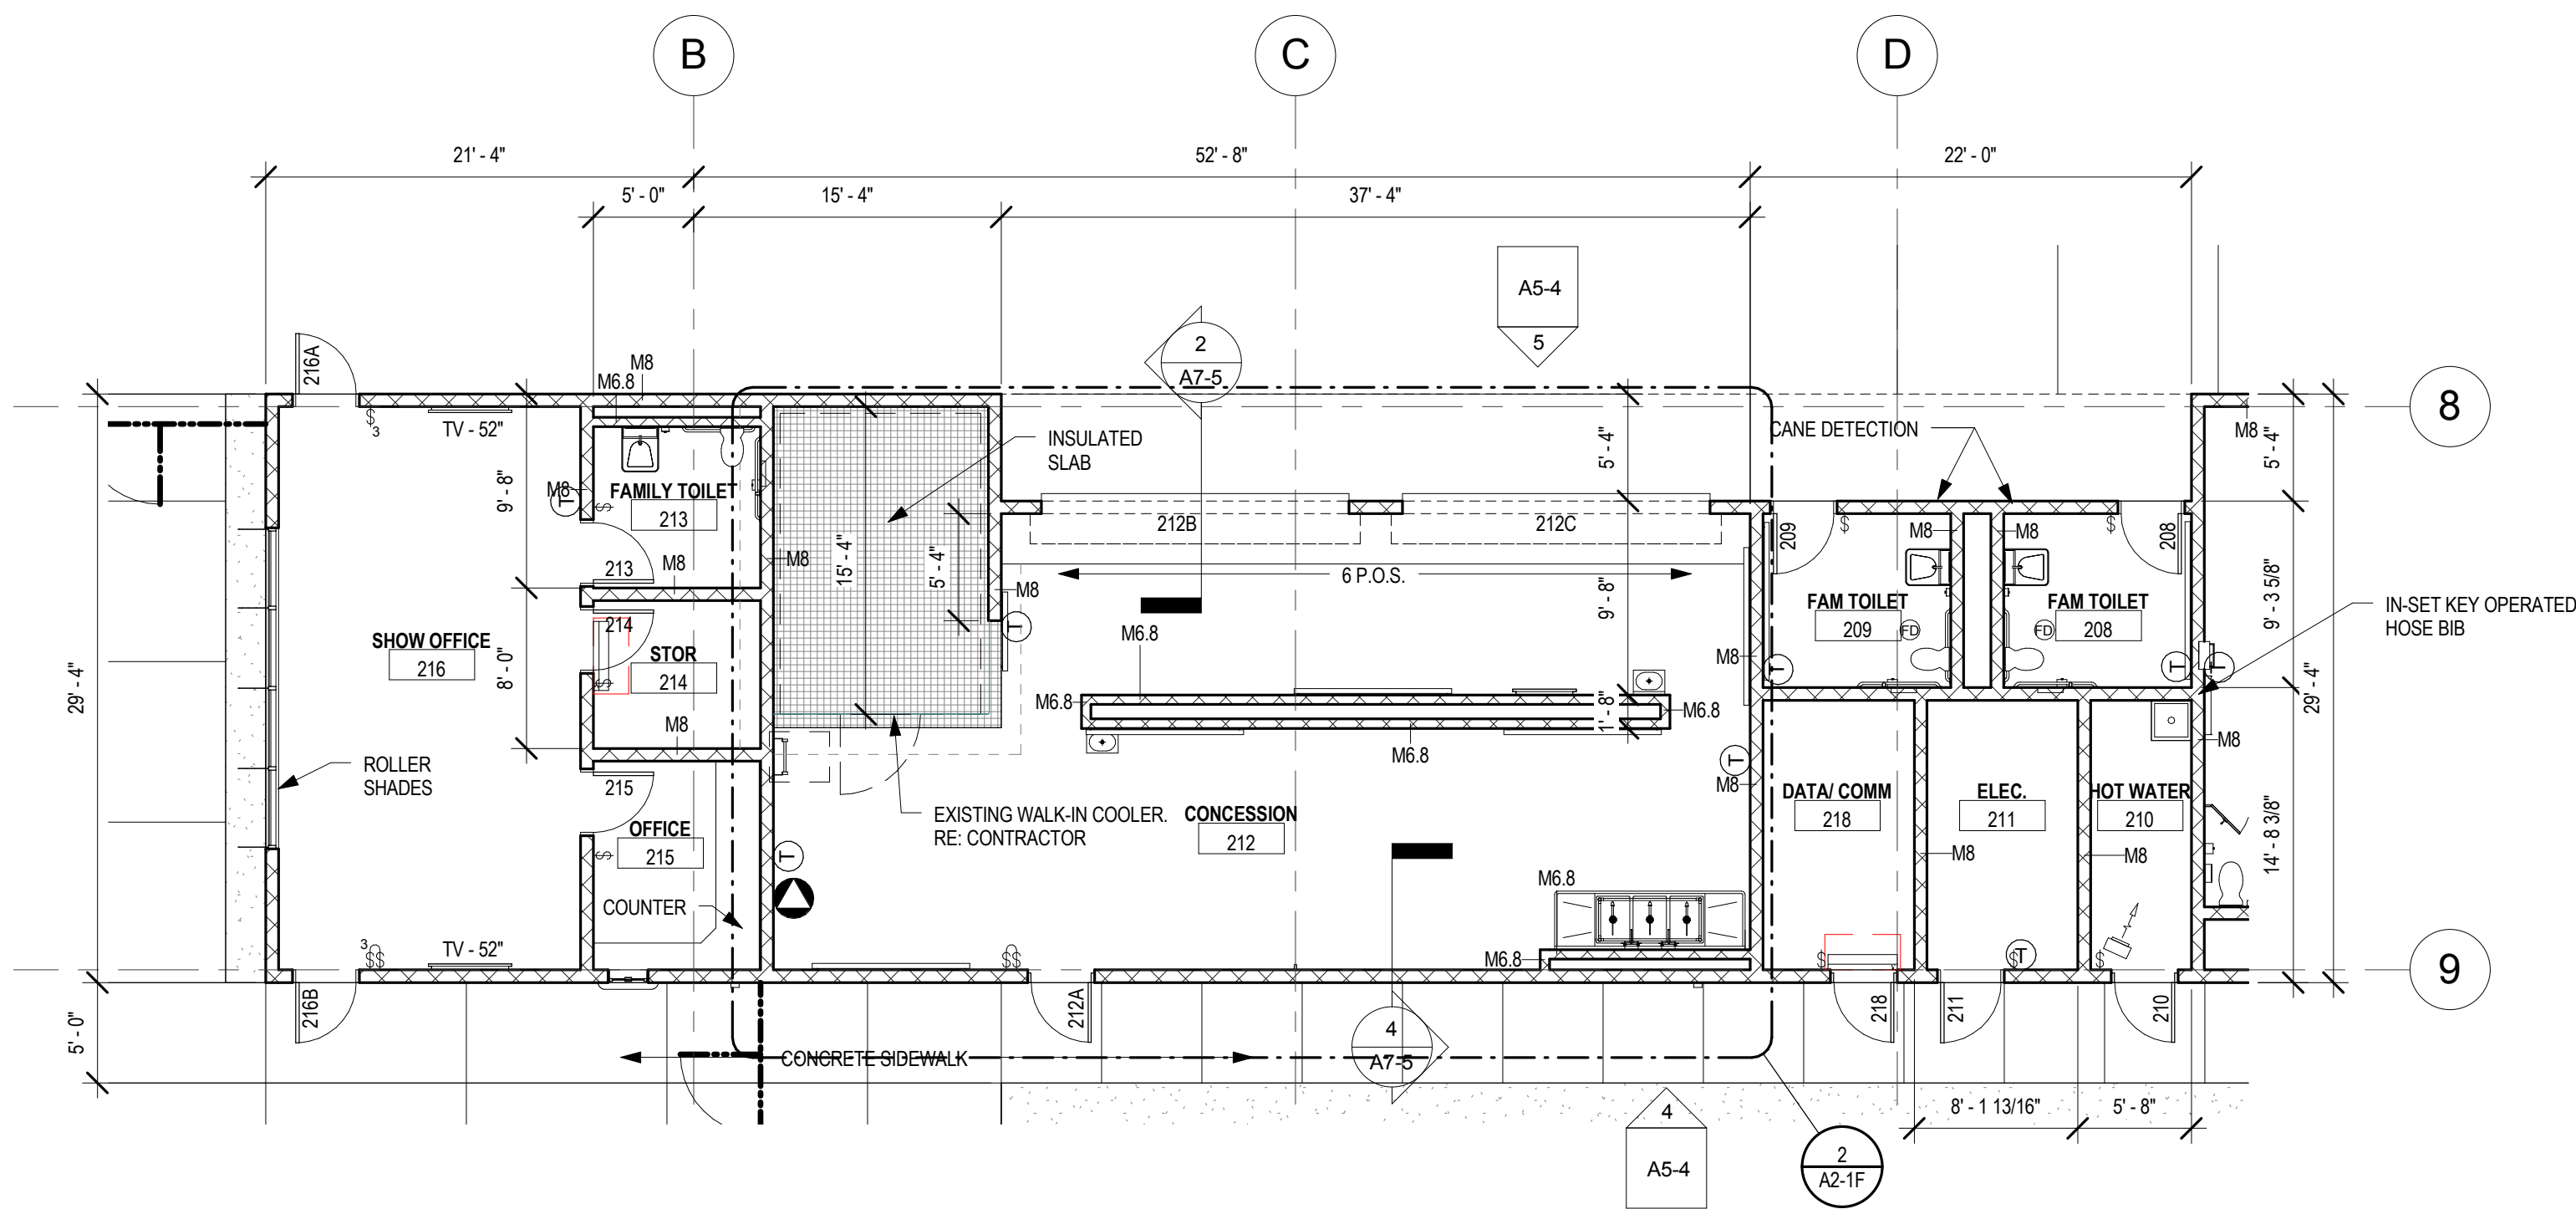 B
C
D
21' - 4"
52' - 8"
22' - 0"
5' - 0"
15' - 4"
37' - 4"
A5-4
5
2
A7-5
216A
M8
M6.8
8
3
TV - 52"
INSULATED
SLAB
CANE DETECTION
M8
5' - 4"
5' - 4"
9' - 8"
M8
FAMILY TOILET
213
212B
212C
209
M8
M8
208
M8
15' - 4"
5' - 4"
213
M8
6 P.O.S.
M8
9' - 8"
9' - 3 5/8"
IN-SET KEY OPERATED
HOSE BIB
214
FAM TOILET
209
FD
FAM TOILET
208
FD
T
T
T
T
T
T
SHOW OFFICE
216
STOR
214
M6.8
M8
29' - 4"
8' - 0"
M6.8
1' - 8"
M6.8
29' - 4"
M8
M6.8
M8
ROLLER
SHADES
215
T
M8
EXISTING WALK-IN COOLER.
RE: CONTRACTOR
CONCESSION
212
DATA/ COMM
218
ELEC.
211
HOT WATER
210
OFFICE
215
T
M8
M8
14' - 8 3/8"
M6.8
COUNTER
3
TV - 52"
M6.8
T
9
216B
212A
218
211
210
5' - 0"
CONCRETE SIDEWALK
4
A7-5
4
A5-4
8' - 1 13/16"
5' - 8"
2
A2-1F